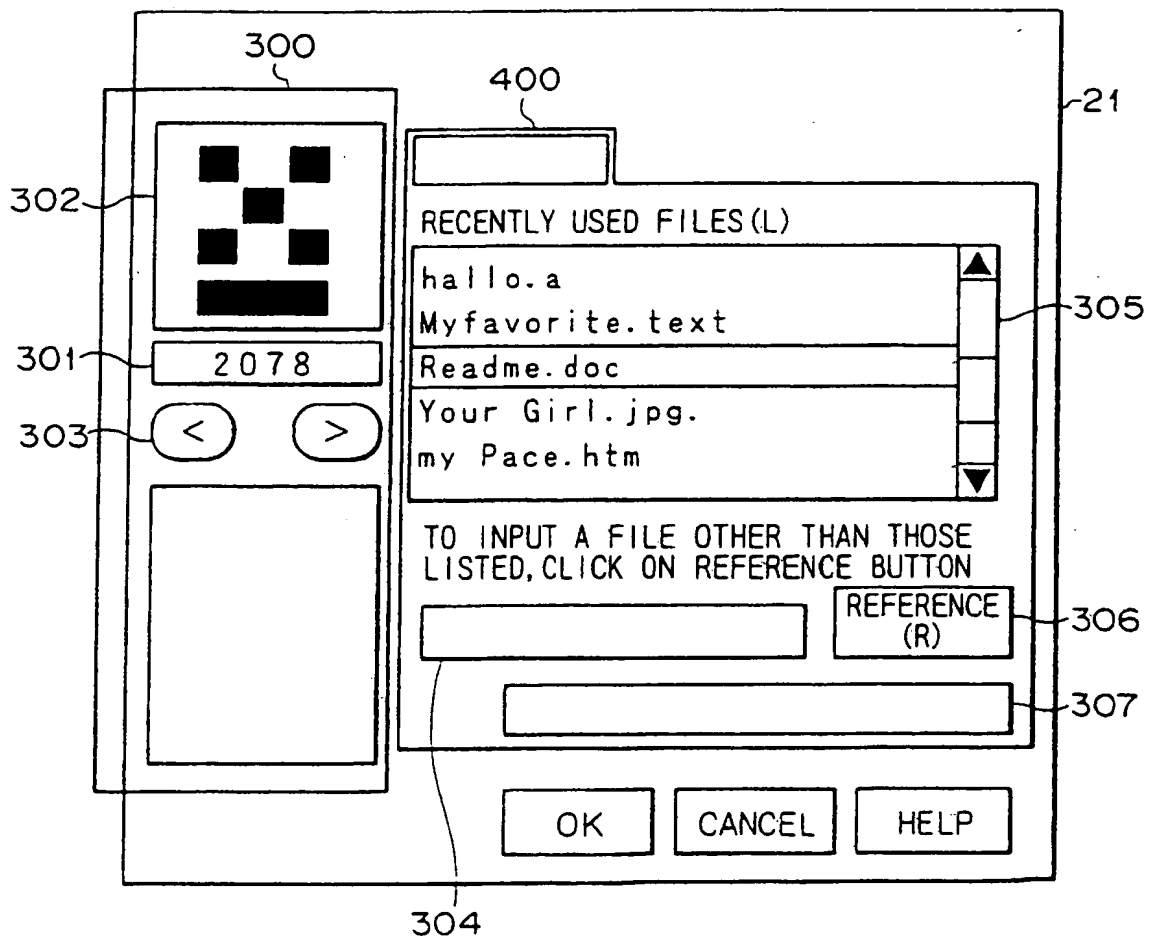 300
400
21
302
RECENTLY USED FILES(L)
hallo.a
305
Myfavorite.text
301
2078
Readme.doc
303
<
>
Your Girl.jpg.
my Pace.htm
TO INPUT A FILE OTHER THAN THOSE
LISTED,CLICK ON REFERENCE BUTTON
REFERENCE
(R)
306
307
OK
CANCEL
HELP
304